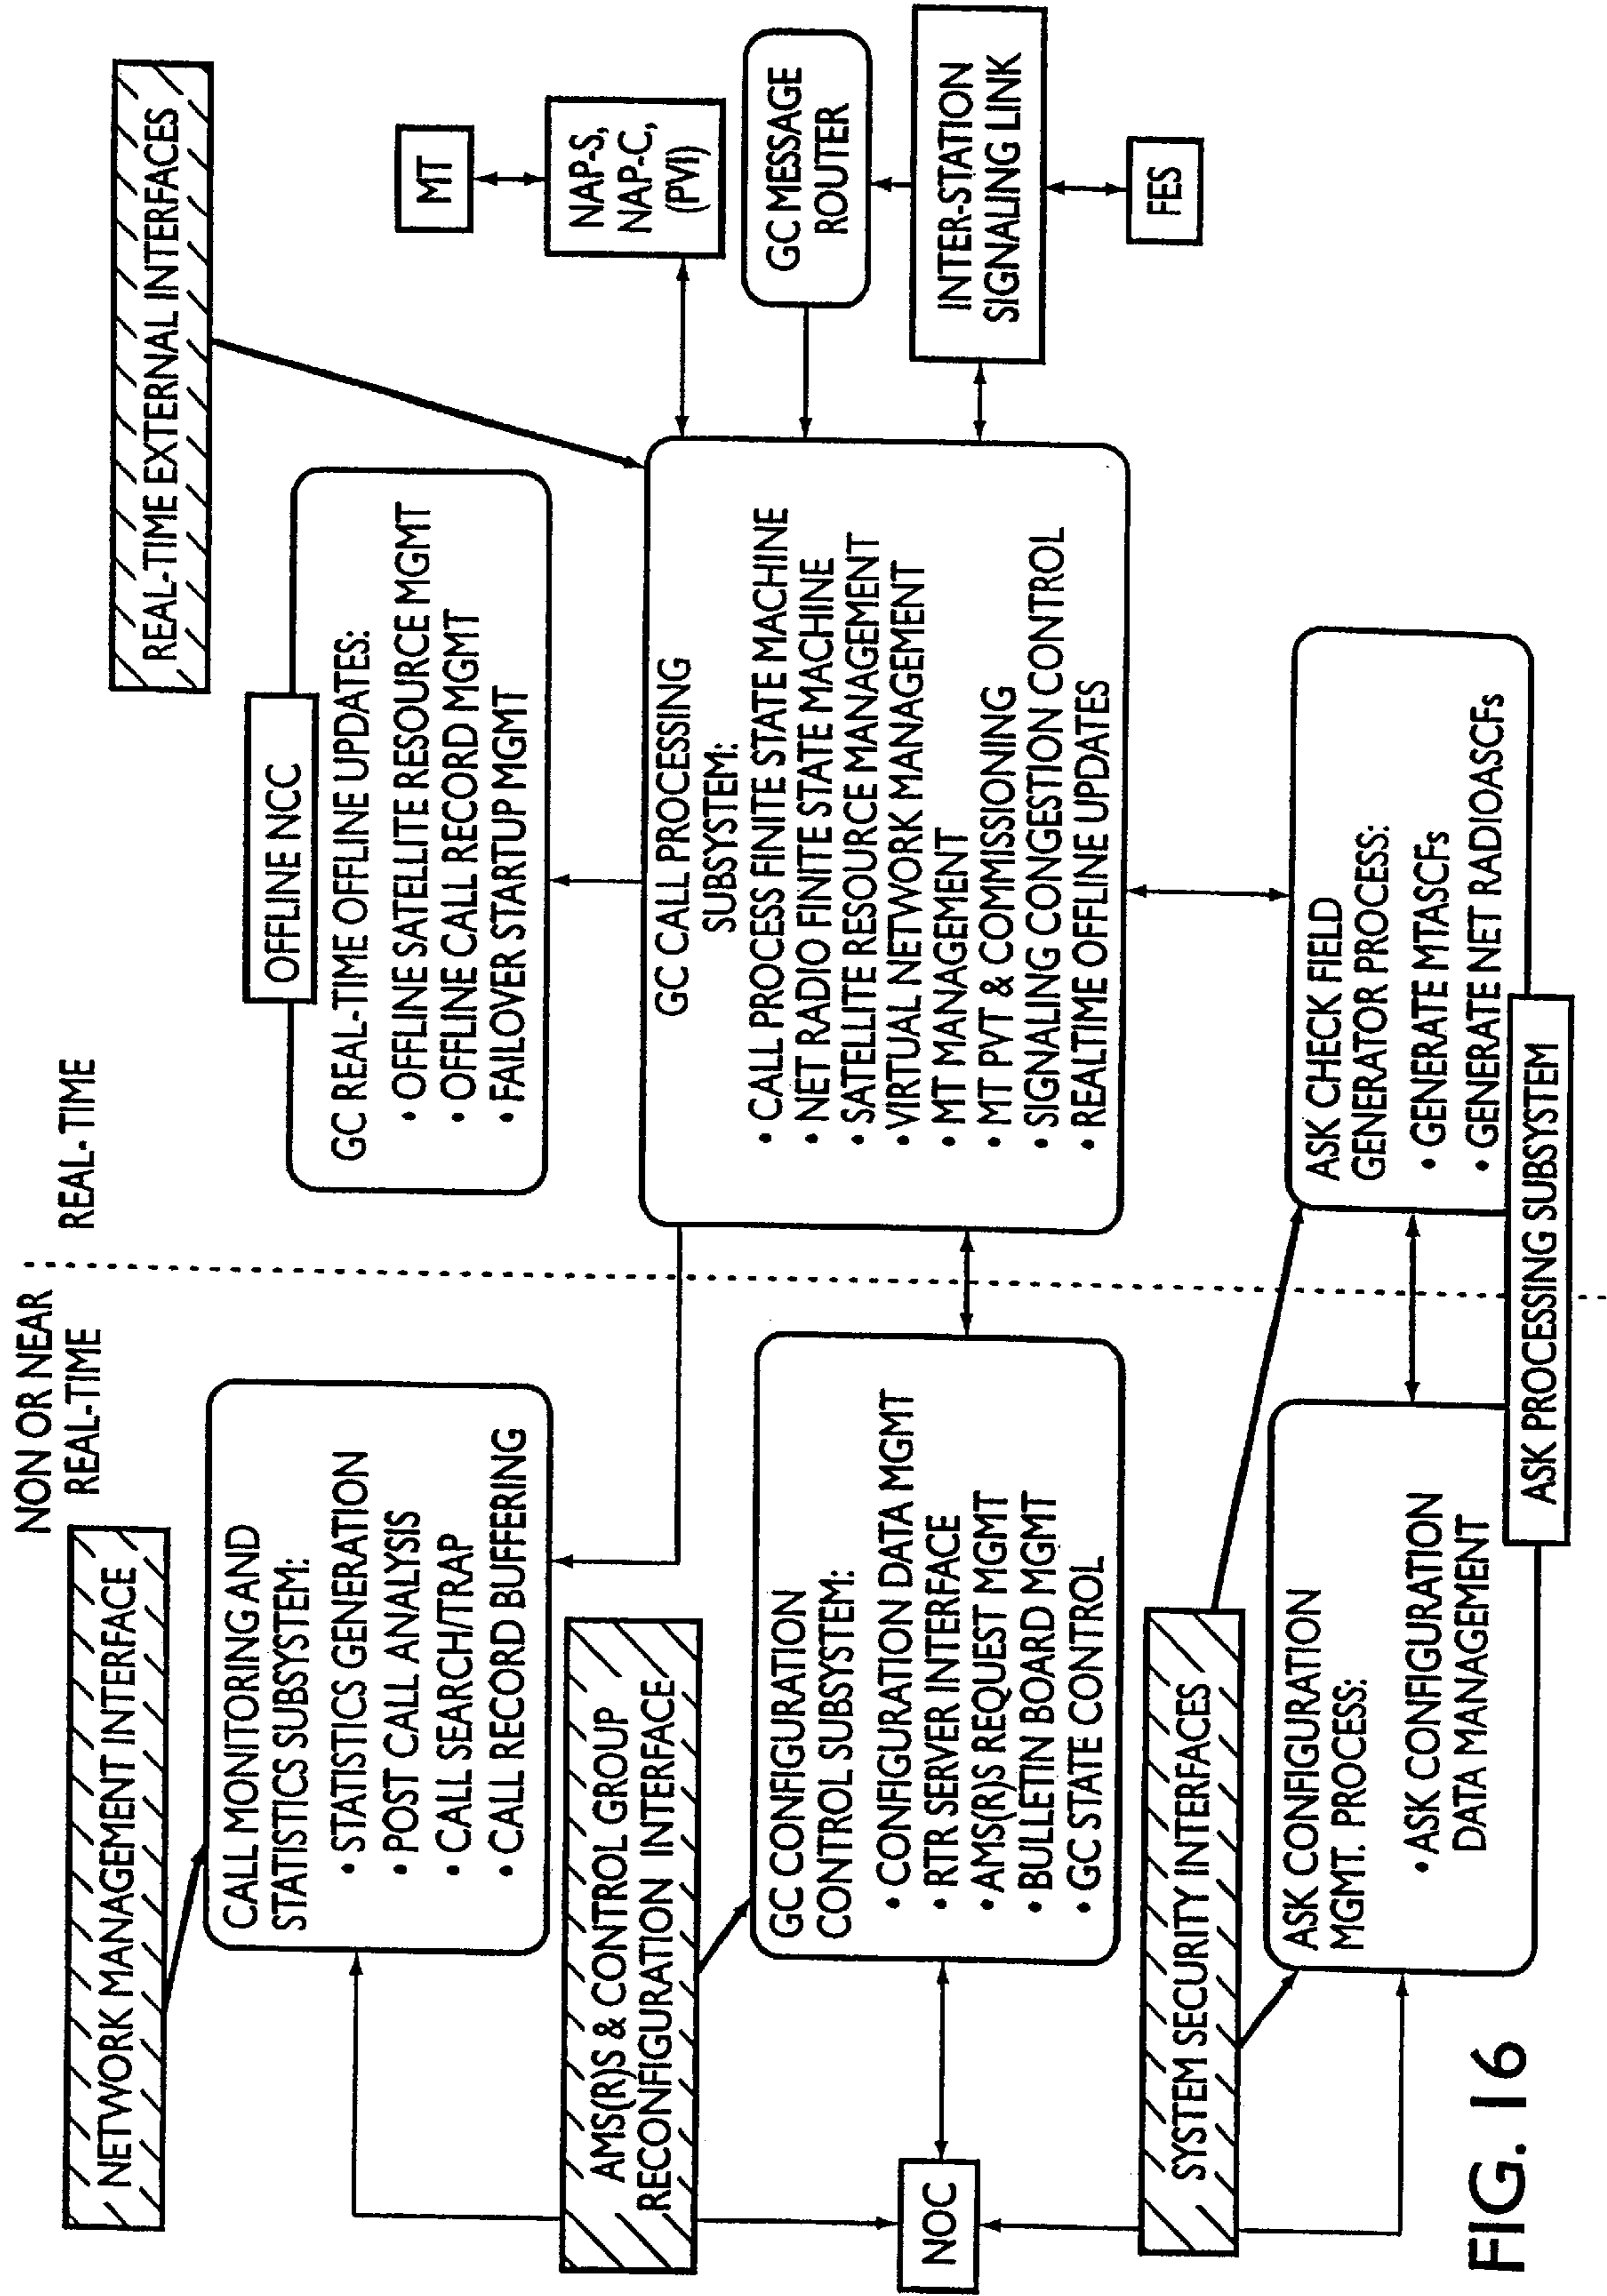 NON OR NEAR
REAL-TIME
REAL-TIME
NETWORK MANAGEMENT INTERFACE
REAL-TIME EXTERNAL INTERFACES
CALL MONITORING AND
STATISTICS SUBSYSTEM:
• STATISTICS GENERATION
• POST CALL ANALYSIS
• CALL SEARCH/TRAP
• CALL RECORD BUFFERING
OFFLINE NCC
GC REAL-TIME OFFLINE UPDATES:
• OFFLINE SATELLITE RESOURCE MGMT
• OFFLINE CALL RECORD MGMT
• FAILOVER STARTUP MGMT
MT
NAP-S,
NAP-C,
(PVI)
GC MESSAGE
ROUTER
INTER-STATION
SIGNALING LINK
FES
AMS(R)S & CONTROL GROUP
RECONFIGURATION INTERFACE
GC CALL PROCESSING
SUBSYSTEM:
• CALL PROCESS FINITE STATE MACHINE
• NET RADIO FINITE STATE MACHINE
• SATELLITE RESOURCE MANAGEMENT
• VIRTUAL NETWORK MANAGEMENT
• MT MANAGEMENT
• MT PVT & COMMISSIONING
• SIGNALING CONGESTION CONTROL
• REALTIME OFFLINE UPDATES
GC CONFIGURATION
CONTROL SUBSYSTEM:
• CONFIGURATION DATA MGMT
• RTR SERVER INTERFACE
• AMS(R)S REQUEST MGMT
• BULLETIN BOARD MGMT
• GC STATE CONTROL
NOC
SYSTEM SECURITY INTERFACES
ASK CONFIGURATION
MGMT. PROCESS:
• ASK CONFIGURATION
DATA MANAGEMENT
ASK CHECK FIELD
GENERATOR PROCESS:
• GENERATE MTASCFs
• GENERATE NET RADIOASCFs
ASK PROCESSING SUBSYSTEM
FIG. 16